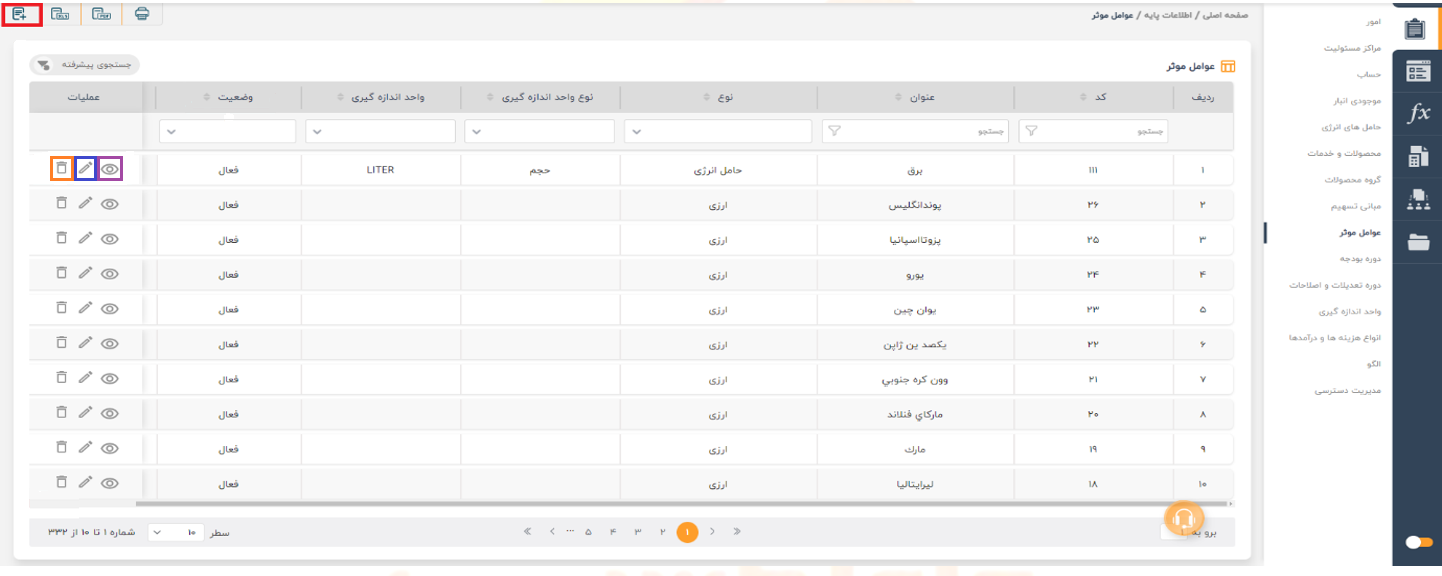 صفحه اصلی / اطلاعات پایه / عوامل موثر
XLS
PDF
امور
مراکز مسئولیت
حساب
موجودی انبار
حامل های انرژی
محصولات و خدمات
گروه محصولات
مبانی تسهیم
عوامل موثر
دوره بودجه
دوره تعدیلات و اصلاحات
واحد اندازه گیری
انواع هزینه ها و درآمدها
الگو
مدیریت دسترسی
fx
عوامل موثر
جستجوی پیشرفته
ردیف کد عنوان نوع نوع واحد اندازه گیری واحد اندازه گیری وضعیت عملیات
جستجو جستجو
۱ ۱۱۱ برق حامل انرژی حجم LITER فعال
۲ ۲۶ پوندانگلیس ارزی فعال
۳ ۲۵ پزوتااسپانیا ارزی فعال
۴ ۲۴ یورو ارزی فعال
۵ ۲۳ یوان چین ارزی فعال
۶ ۲۲ یکصد ین ژاپن ارزی فعال
۷ ۲۱ وون کره جنوبي ارزی فعال
۸ ۲۰ مارکاي فنلاند ارزی فعال
۹ ۱۹ مارك ارزی فعال
۱۰ ۱۸ لیرایتالیا ارزی فعال
برو به ۱
۱ ۲ ۳ ۴ ۵ ...
سطر ۱۰ شماره ۱ تا ۱۰ از ۳۳۲